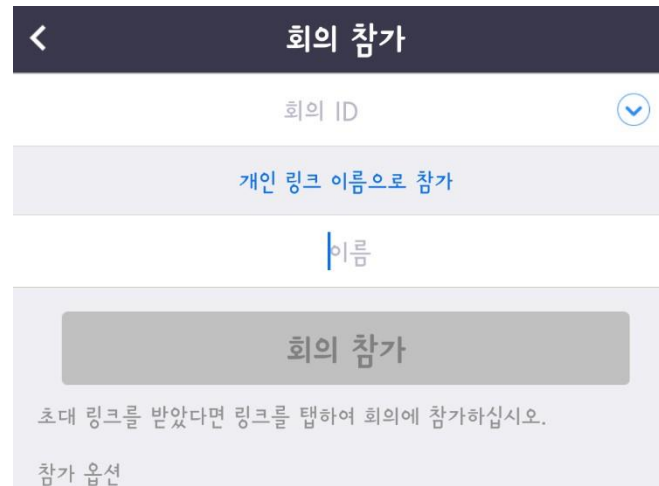 회의 참가
회의 ID
개인 링크 이름으로 참가
이름
회의 참가
초대 링크를 받았다면 링크를 탭하여 회의에 참가하십시오.
참가 옵션